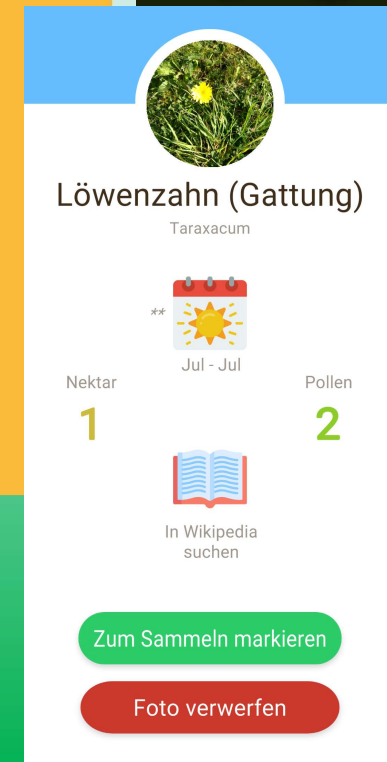 Löwenzahn (Gattung)
Taraxacum
**
Jul - Jul
Nektar
Pollen
1
2
In Wikipedia
suchen
Zum Sammeln markieren
Foto verwerfen